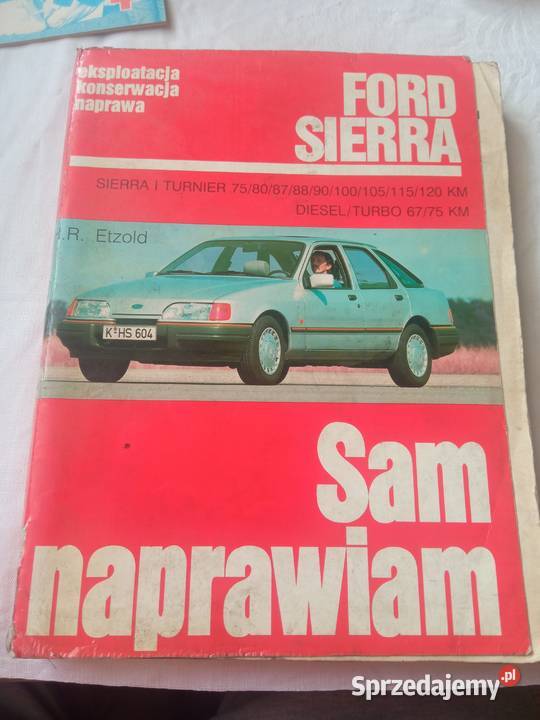 eksploatacja
konserwacja
naprawa
FORD
SIERRA
SIERRA I TURNIER 75/80/87/88/90/100/105/115/120 KM
DIESEL/TURBO 67/75 KM
H.R. Etzold
K HS 604
Sam
naprawiam
Sprzedajemy.pl